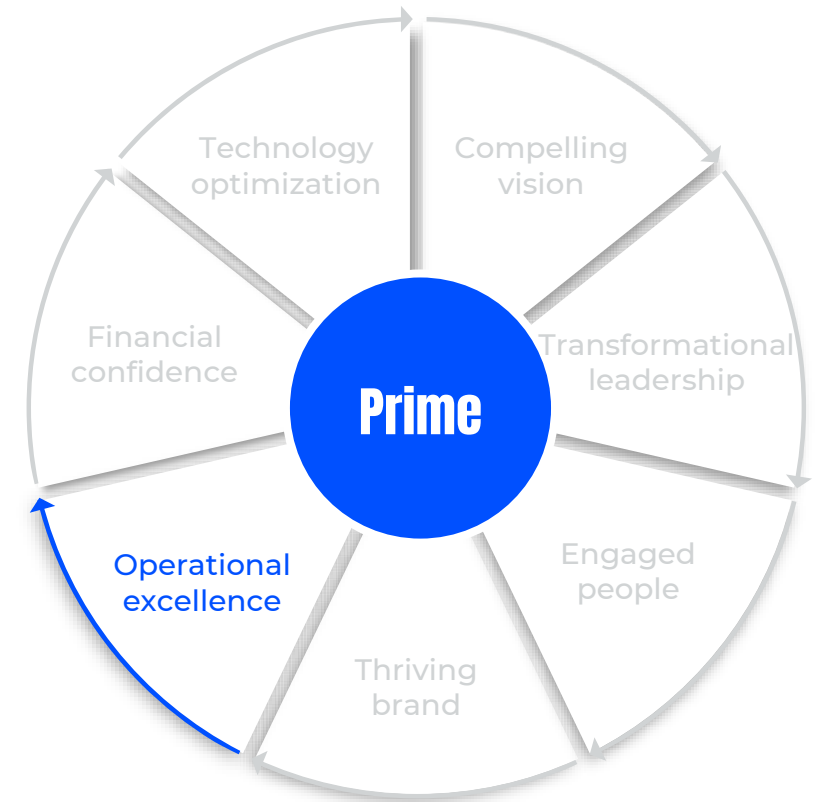 Technology
optimization
Compelling
vision
Financial
confidence
Transformational
leadership
Prime
Operational
excellence
Engaged
people
Thriving
brand